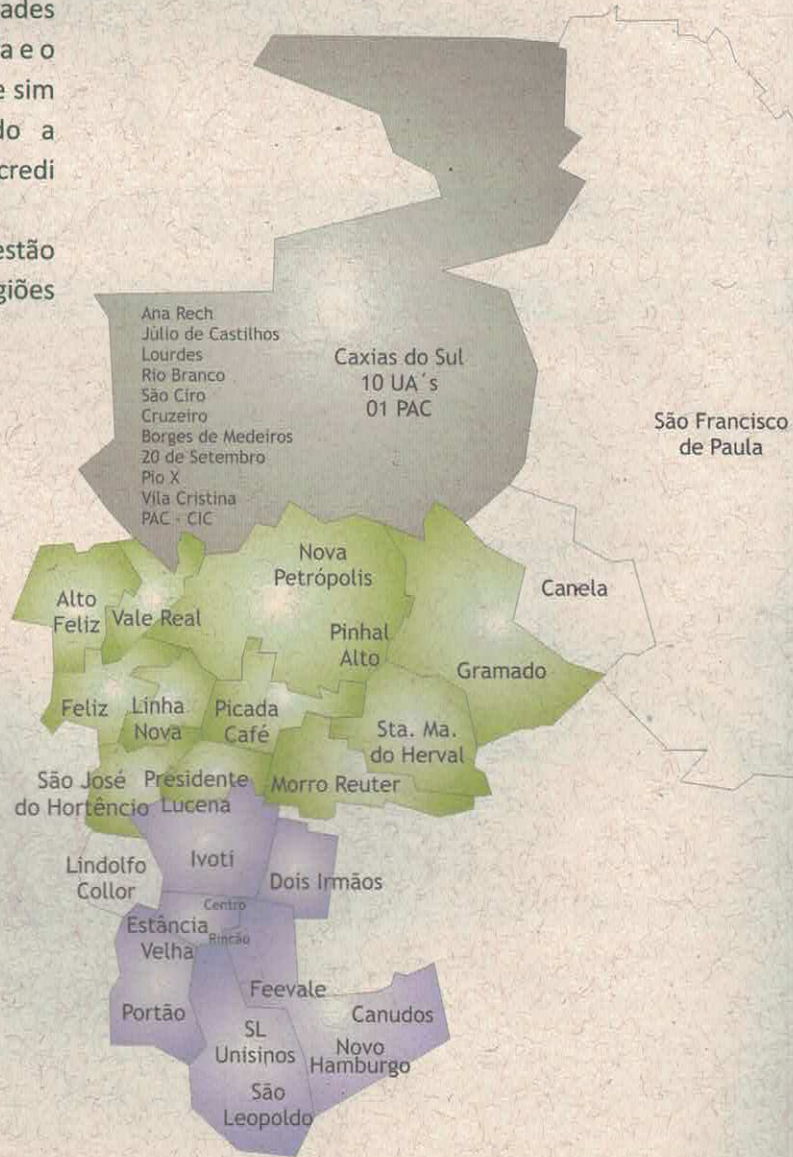 ades
a e o
e sim
do a
credi
estão
giões
Ana Rech
Júlio de Castilhos
Lourdes
Rio Branco
São Ciro
Cruzeiro
Borges de Medeiros
20 de Setembro
Pio X
Vila Cristina
PAC - CIC
Caxias do Sul
10 UA´s
01 PAC
São Francisco
de Paula
Nova
Petrópolis
Canela
Alto
Feliz
Vale Real
Pinhal
Alto
Gramado
Feliz
Linha
Nova
Picada
Café
Sta. Ma.
do Herval
São José
do Hortêncio
Presidente
Lucena
Morro Reuter
Ivoti
Lindolfo
Collor
Dois Irmãos
Centro
Estância
Velha
Rincão
Feevale
Portão
Canudos
SL
Unisinos
Novo
Hamburgo
São
Leopoldo